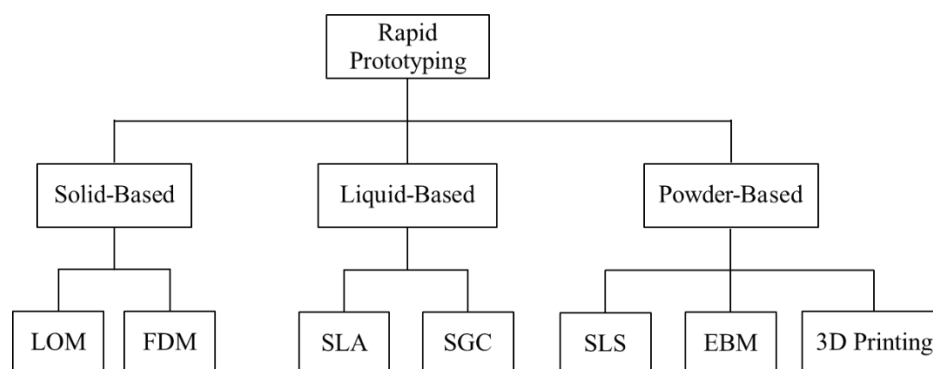 Rapid
Prototyping
Solid-Based
Liquid-Based
Powder-Based
LOM
FDM
SLA
SGC
SLS
EBM
3D Printing